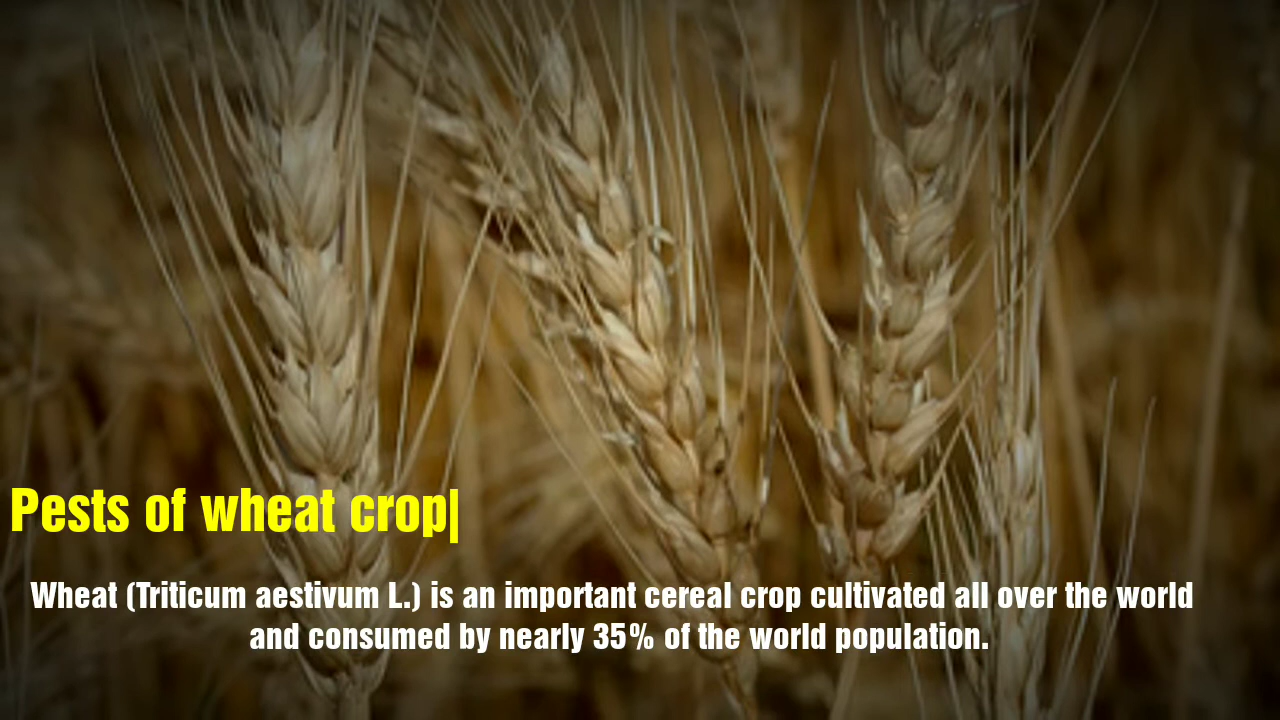 Pests of wheat crop|
Wheat (Triticum aestivum L.) is an important cereal crop cultivated all over the world
and consumed by nearly 35% of the world population.